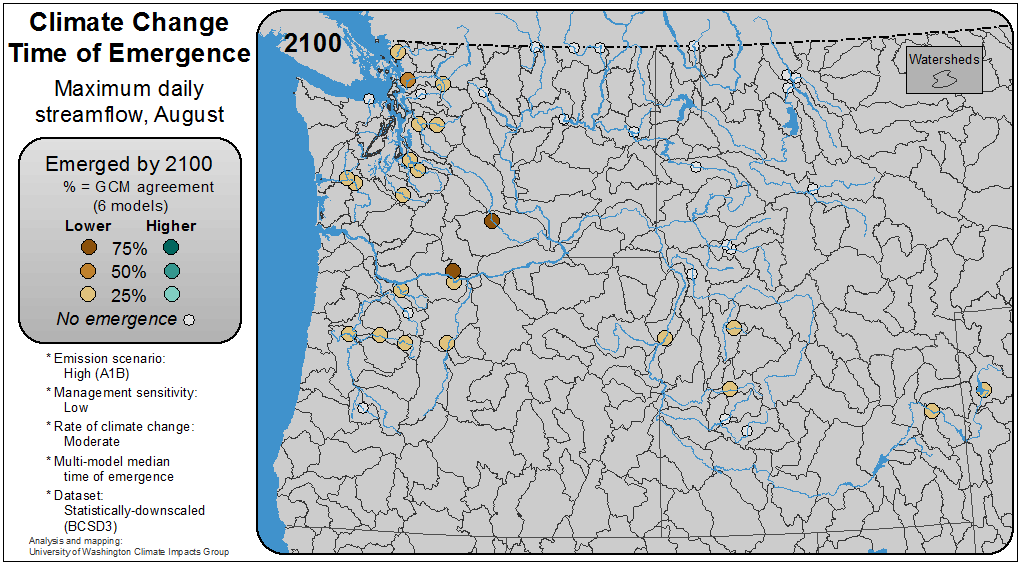 Climate Change
Time of Emergence
Maximum daily
streamflow, August
Emerged by 2100
% = GCM agreement
(6 models)
Lower Higher
75%
50%
25%
No emergence
* Emission scenario:
High (A1B)
* Management sensitivity:
Low
* Rate of climate change:
Moderate
* Multi-model median
time of emergence
* Dataset:
Statistically-downscaled
(BCSD3)
Analysis and mapping:
University of Washington Climate Impacts Group
2100
Watersheds